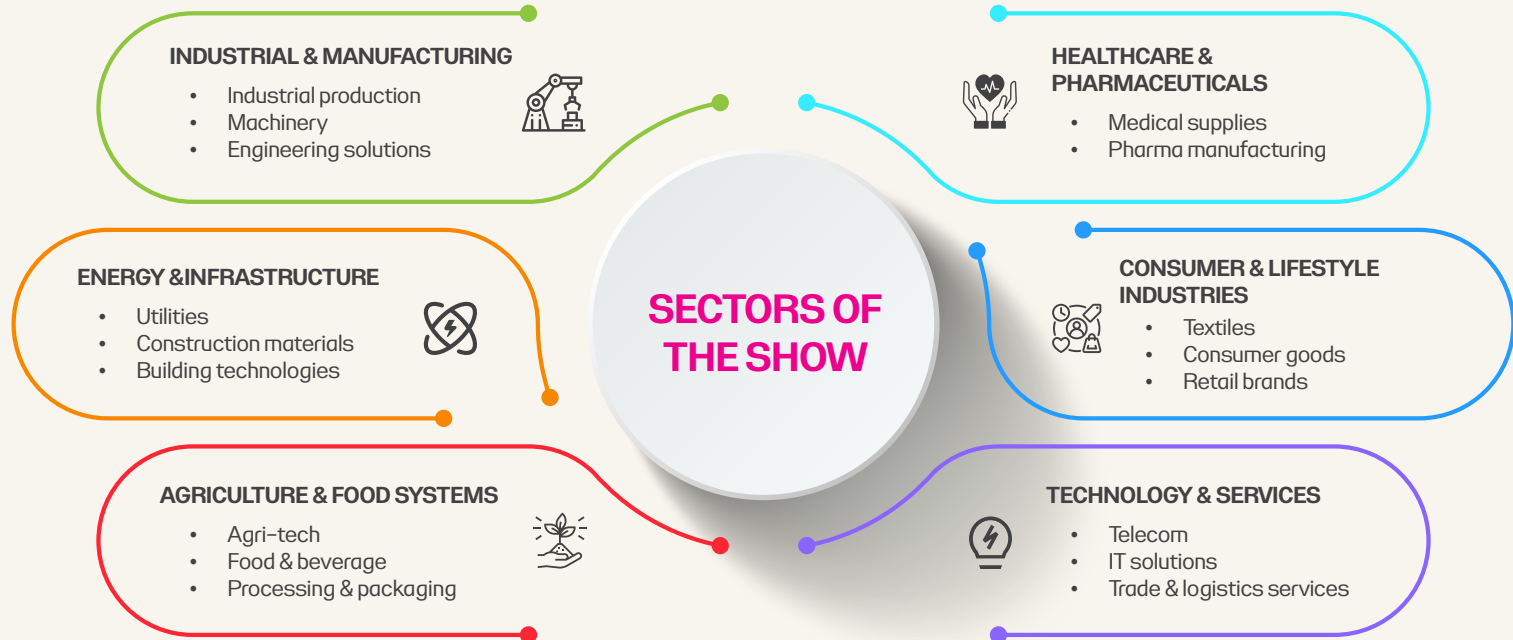 INDUSTRIAL & MANUFACTURING
• Industrial production
• Machinery
• Engineering solutions
ENERGY &INFRASTRUCTURE
• Utilities
• Construction materials
• Building technologies
AGRICULTURE & FOOD SYSTEMS
• Agri-tech
• Food & beverage
• Processing & packaging
SECTORS OF
THE SHOW
HEALTHCARE &
PHARMACEUTICALS
• Medical supplies
• Pharma manufacturing
CONSUMER & LIFESTYLE
INDUSTRIES
• Textiles
• Consumer goods
• Retail brands
TECHNOLOGY & SERVICES
• Telecom
• IT solutions
• Trade & logistics services